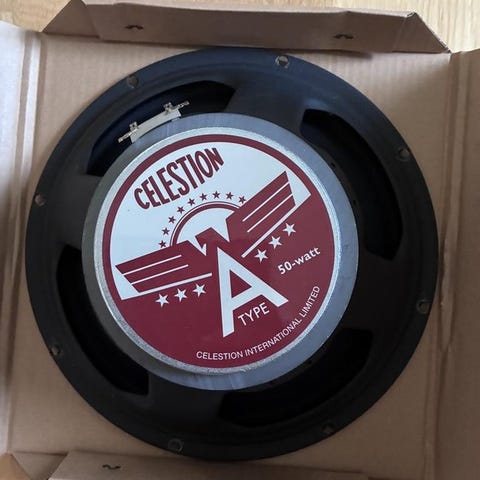 CELESTION
A
TYPE
50-watt
CELESTION INTERNATIONAL LIMITED